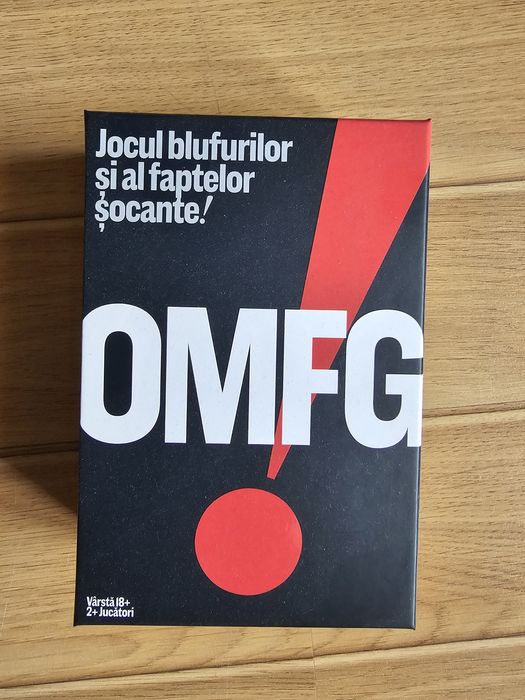 Jocul blufurilor
și al faptelor
șocante!
OMFG
Vârstă 18+
2+ Jucători